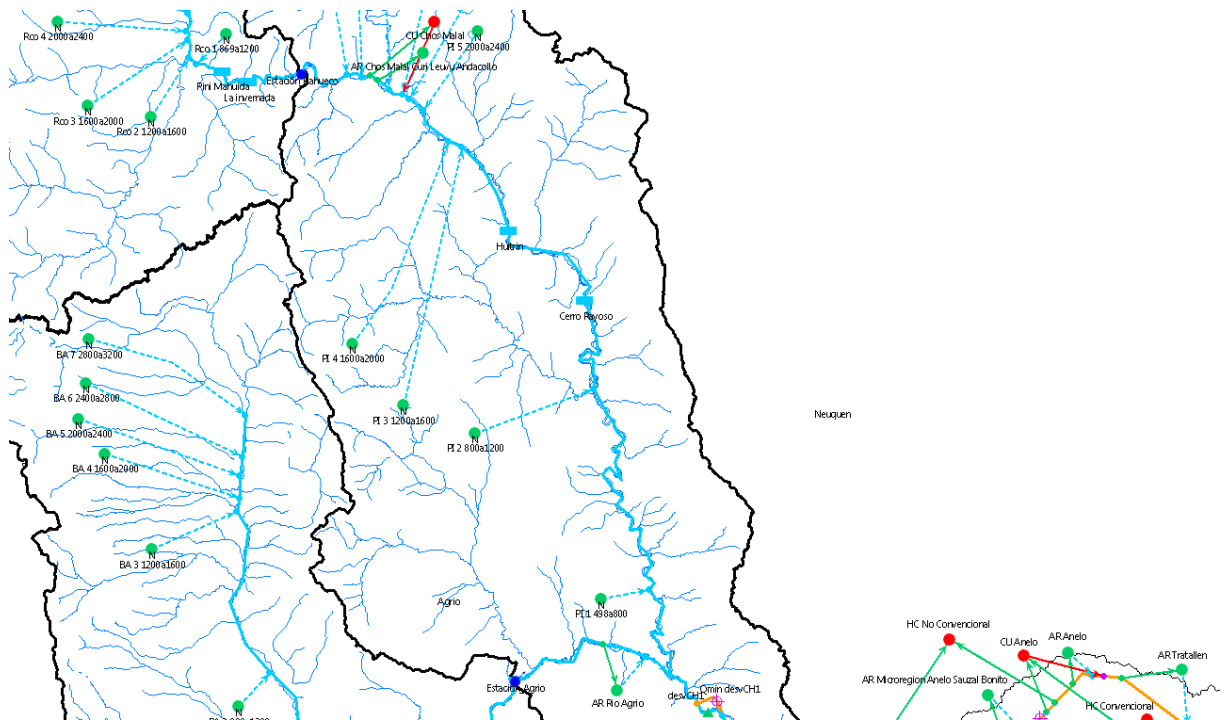 Rco 4 2000a2400
N
Rco 1 869a1200
N
CU Chos Malal
PI 5 2000a2400
N
AR Chos Malal, Curi Leuvu Andacollo
Rini Mahuida
La invernada
Estación Rahueco
Rco 3 1600a2000
N
Rco 2 1200a1600
N
Huitrin
Cerro Rayoso
BA 7 2800a3200
N
PI 4 1600a2000
N
BA 6 2400a2800
N
BA 5 2000a2400
N
PI 3 1200a1600
N
Neuquen
BA 4 1600a2000
N
PI 2 800a1200
N
BA 3 1200a1600
N
Agrio
PI 1 498a800
N
HC No Convencional
CU Anelo
AR Anelo
AR Tratallen
AR Microregion Anelo Sauzal Bonito
N
Estación Agrio
AR Rio Agrio
N
desvCH1
Qmin desvCH1
HC Convencional